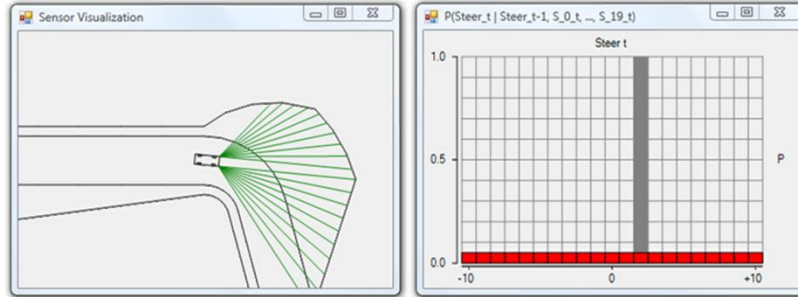 Sensor Visualization
P(Steer_t | Steer_t-1, S_0_t, ..., S_19_t)
Steer t
1.0
0.5
P
0.0
-10
0
+10